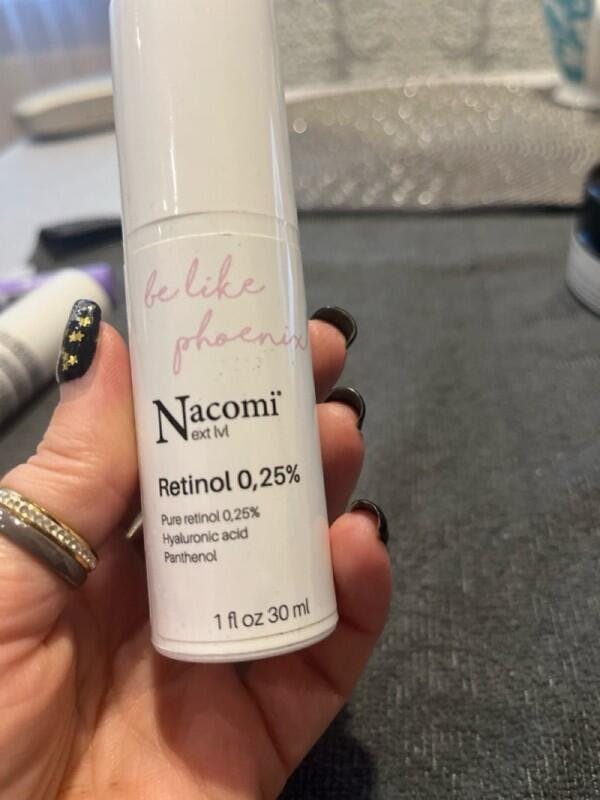 be like
phoenix
Nacomi
Next lvl
Retinol 0,25%
Pure retinol 0,25%
Hyaluronic acid
Panthenol
1 fl oz 30 ml